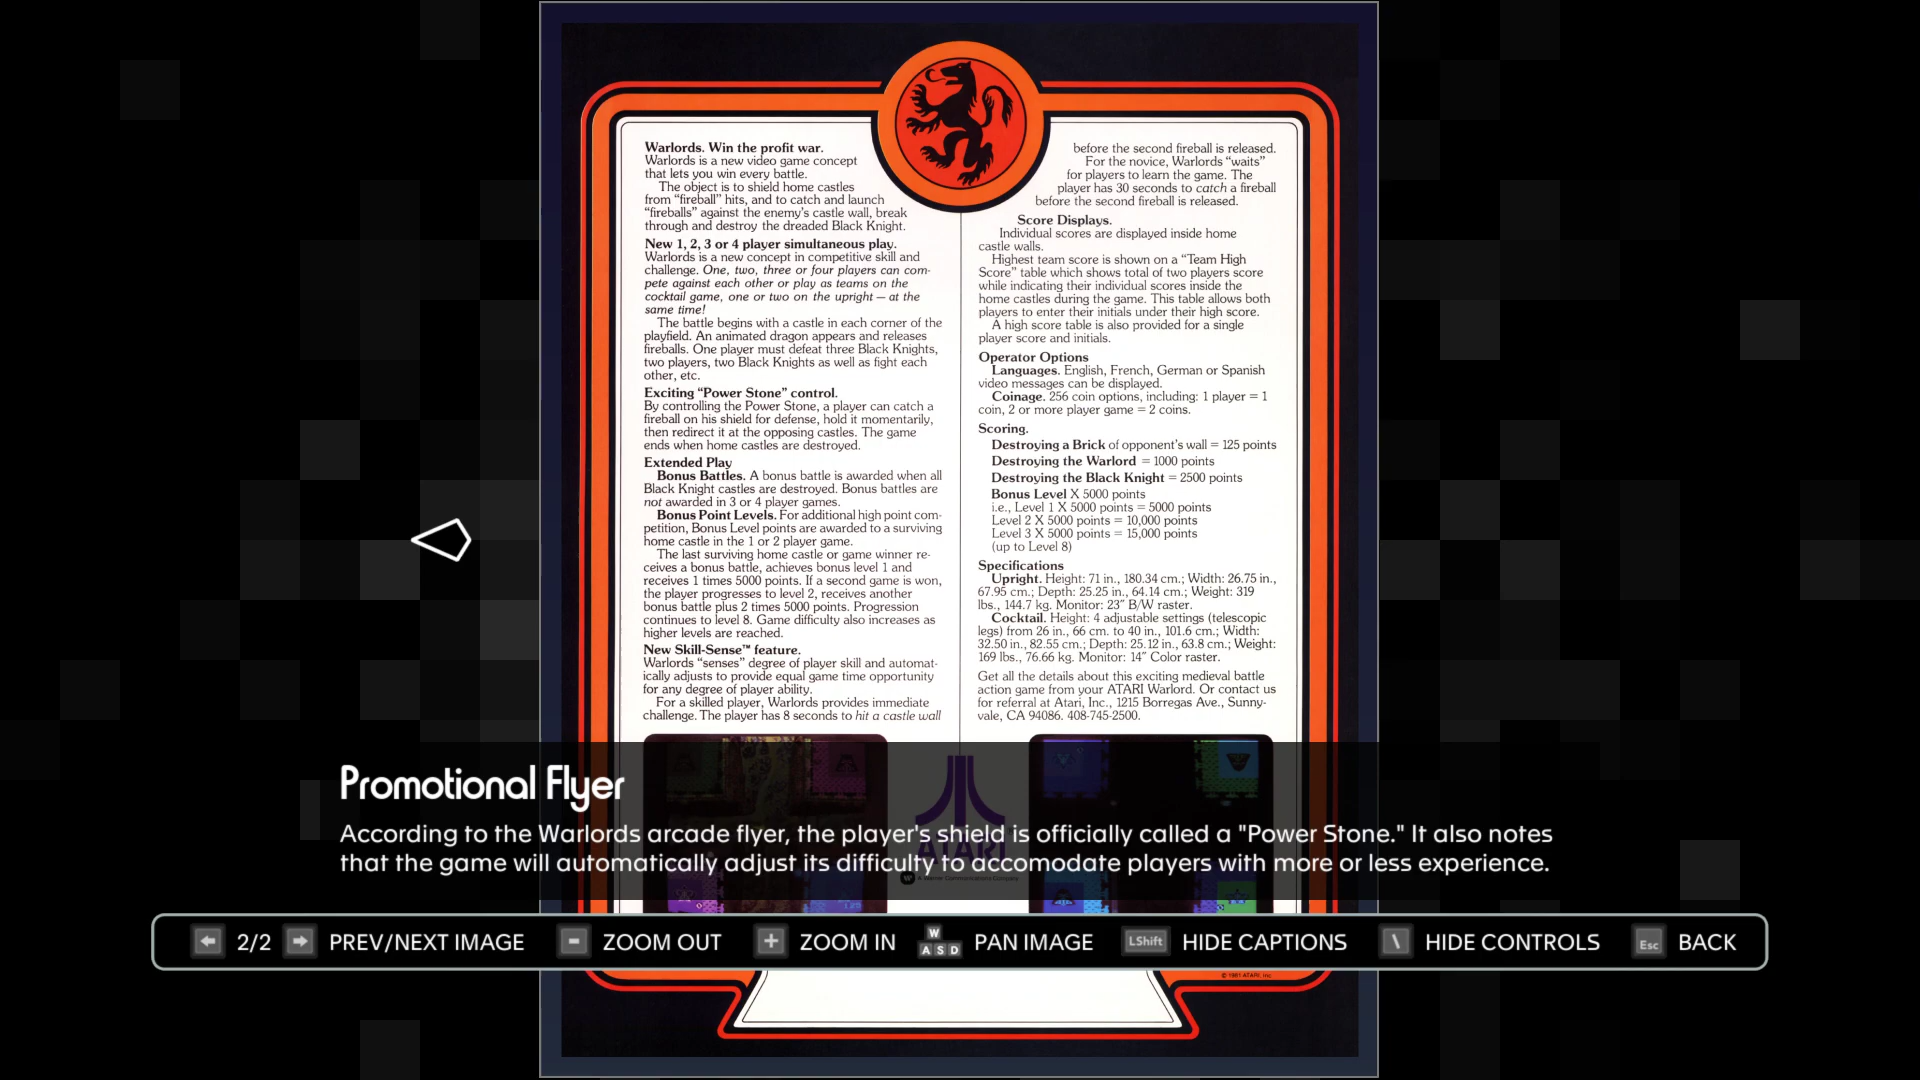 Warlords. Win the profit war.
Warlords is a new video game concept
that lets you win every battle.
The object is to shield home castles
from “fireball” hits, and to catch and launch
“fireballs” against the enemy's castle wall, break
through and destroy the dreaded Black Knight.
New 1, 2, 3 or 4 player simultaneous play.
Warlords is a new concept in competitive skill and
challenge. One, two, three or four players can com-
pete against each other or play as teams on the
cocktail game, one or two on the upright — at the
same time!
The battle begins with a castle in each corner of the
playfield. An animated dragon appears and releases
fireballs. One player must defeat three Black Knights,
two players, two Black Knights as well as fight each
other, etc.
Exciting “Power Stone” control.
By controlling the Power Stone, a player can catch a
fireball on his shield for defense, hold it momentarily,
then redirect it at the opposing castles. The game
ends when home castles are destroyed.
Extended Play
Bonus Battles. A bonus battle is awarded when all
Black Knight castles are destroyed. Bonus battles are
not awarded in 3 or 4 player games.
Bonus Point Levels. For additional high point com-
petition, Bonus Level points are awarded to a surviving
home castle in the 1 or 2 player game.
The last surviving home castle or game winner re-
ceives a bonus battle, achieves bonus level 1 and
receives 1 times 5000 points. If a second game is won,
the player progresses to level 2, receives another
bonus battle plus 2 times 5000 points. Progression
continues to level 8. Game difficulty also increases as
higher levels are reached.
New Skill-Sense™ feature.
Warlords “senses” degree of player skill and automat-
ically adjusts to provide equal game time opportunity
for any degree of player ability.
For a skilled player, Warlords provides immediate
challenge. The player has 8 seconds to hit a castle wall
before the second fireball is released.
For the novice, Warlords “waits”
for players to learn the game. The
player has 30 seconds to catch a fireball
before the second fireball is released.
Score Displays.
Individual scores are displayed inside home
castle walls.
Highest team score is shown on a “Team High
Score” table which shows total of two players score
while indicating their individual scores inside the
home castles during the game. This table allows both
players to enter their initials under their high score.
A high score table is also provided for a single
player score and initials.
Operator Options
Languages. English, French, German or Spanish
video messages can be displayed.
Coinage. 256 coin options, including: 1 player = 1
coin, 2 or more player game = 2 coins.
Scoring.
Destroying a Brick of opponent's wall = 125 points
Destroying the Warlord = 1000 points
Destroying the Black Knight = 2500 points
Bonus Level X 5000 points
i.e., Level 1 X 5000 points = 5000 points
Level 2 X 5000 points = 10,000 points
Level 3 X 5000 points = 15,000 points
(up to Level 8)
Specifications
Upright. Height: 71 in., 180.34 cm.; Width: 26.75 in.,
67.95 cm.; Depth: 25.25 in., 64.14 cm.; Weight: 319
lbs., 144.7 kg. Monitor: 23″ B/W raster.
Cocktail. Height: 4 adjustable settings (telescopic
legs) from 26 in., 66 cm. to 40 in., 101.6 cm.; Width:
32.50 in., 82.55 cm.; Depth: 25.12 in., 63.8 cm.; Weight:
169 lbs., 76.66 kg. Monitor: 14″ Color raster.
Get all the details about this exciting medieval battle
action game from your ATARI Warlord. Or contact us
for referral at Atari, Inc., 1215 Borregas Ave., Sunny-
vale, CA 94086. 408-745-2500.
ATARI
A Warner Communications Company
Promotional Flyer
According to the Warlords arcade flyer, the player's shield is officially called a "Power Stone." It also notes
that the game will automatically adjust its difficulty to accomodate players with more or less experience.
2/2 PREV/NEXT IMAGE - ZOOM OUT + ZOOM IN W A S D PAN IMAGE LShift HIDE CAPTIONS \ HIDE CONTROLS Esc BACK
© 1981 ATARI, Inc.